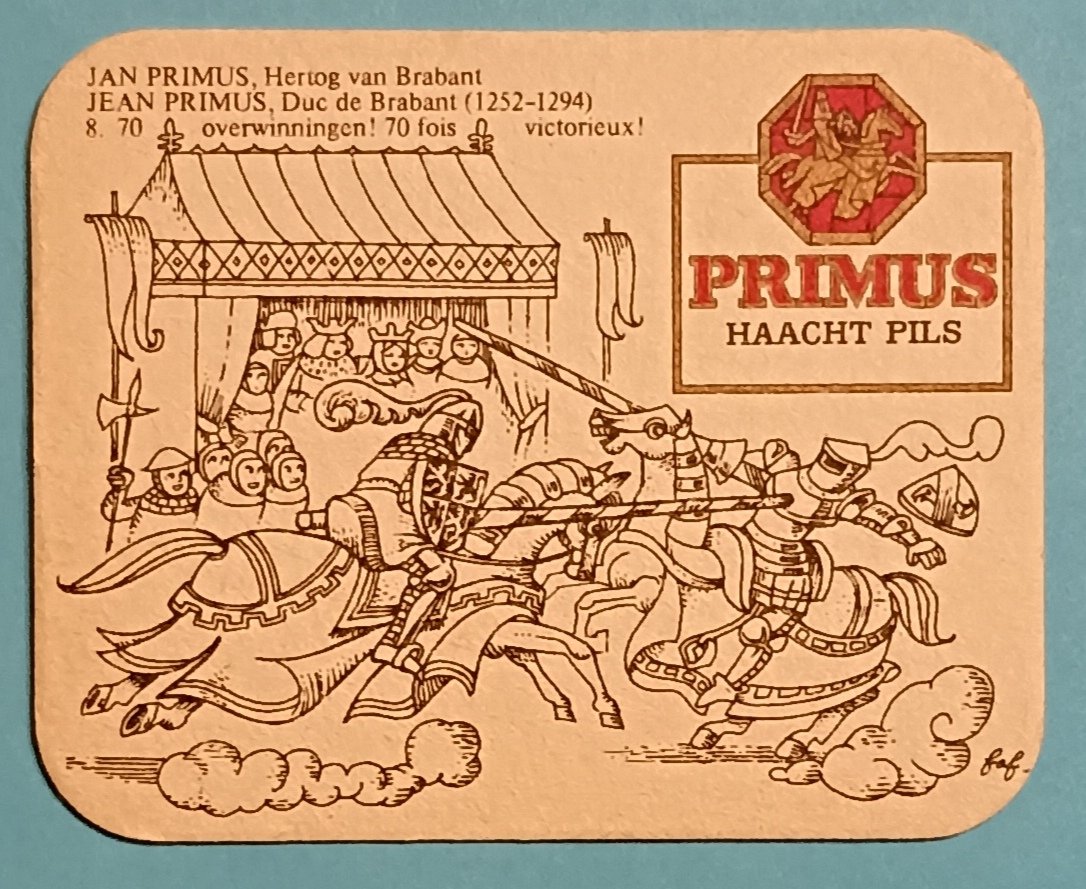 JAN PRIMUS, Hertog van Brabant
JEAN PRIMUS, Duc de Brabant (1252-1294)
8. 70 overwinningen! 70 fois victorieux!
PRIMUS
HAACHT PILS
faf.